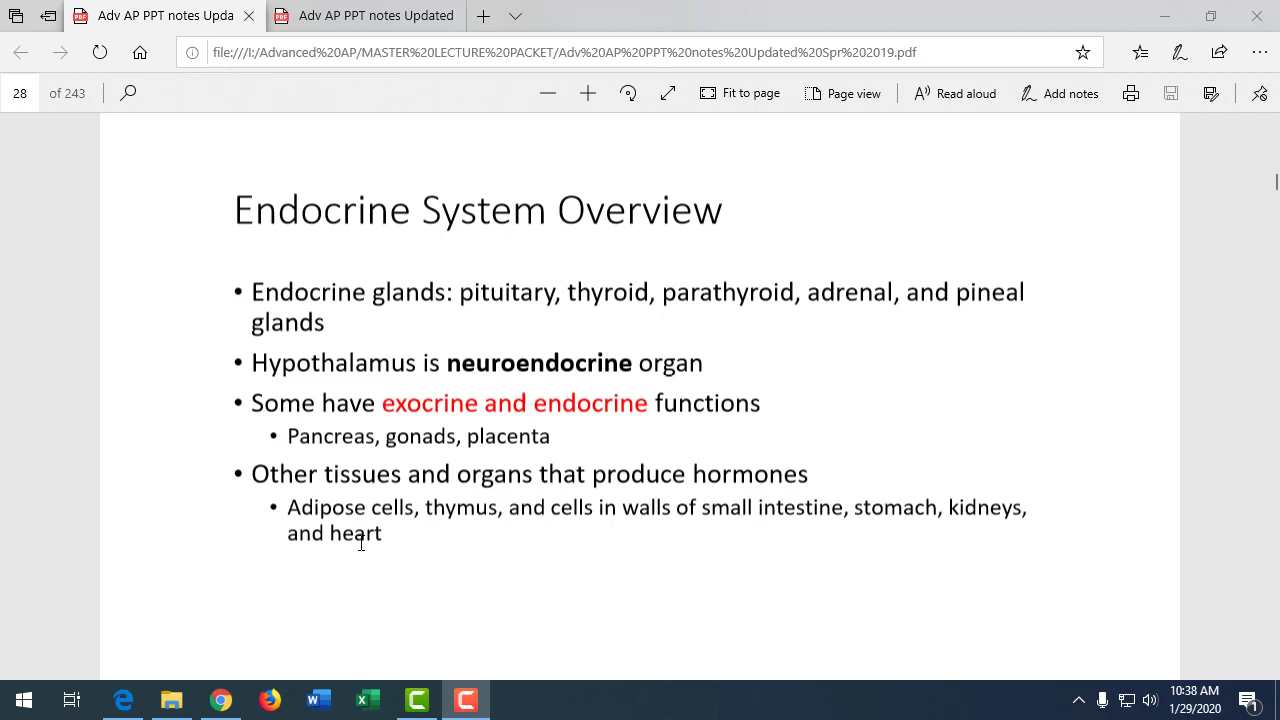 Adv AP PPT notes Updat
Adv AP PPT notes Updated
file:///I:/Advanced%20AP/MASTER%20LECTURE%20PACKET/Adv%20AP%20PPT%20notes%20Updated%20Spr%202019.pdf
28 of 243 Fit to page Page view Read aloud Add notes
Endocrine System Overview
• Endocrine glands: pituitary, thyroid, parathyroid, adrenal, and pineal
glands
• Hypothalamus is neuroendocrine organ
• Some have exocrine and endocrine functions
• Pancreas, gonads, placenta
• Other tissues and organs that produce hormones
• Adipose cells, thymus, and cells in walls of small intestine, stomach, kidneys,
and heart
10:38 AM
1/29/2020
1